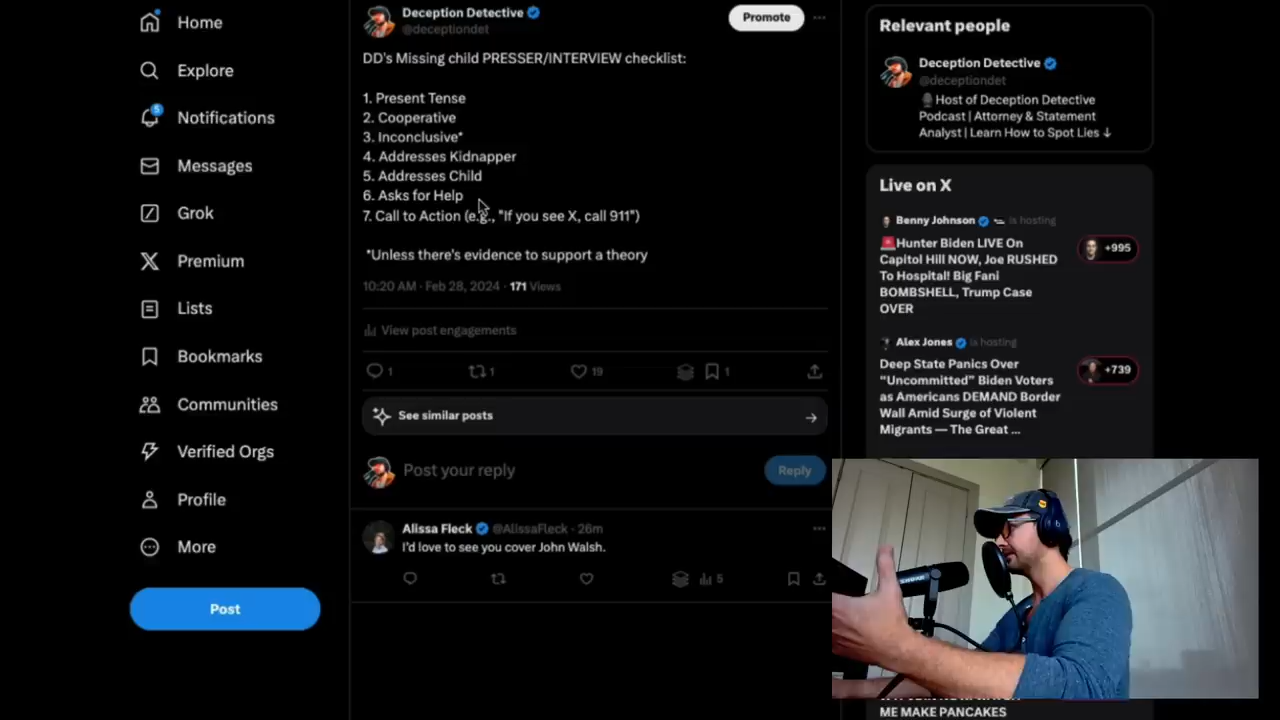 Home
Explore
5
Notifications
Messages
Grok
Premium
Lists
Bookmarks
Communities
Verified Orgs
Profile
More
Post
Deception Detective
@deceptiondet
Promote
DD's Missing child PRESSER/INTERVIEW checklist:
1. Present Tense
2. Cooperative
3. Inconclusive*
4. Addresses Kidnapper
5. Addresses Child
6. Asks for Help
7. Call to Action (e.g., "If you see X, call 911")
*Unless there's evidence to support a theory
10:20 AM · Feb 28, 2024 · 171 Views
View post engagements
1
1
19
1
See similar posts
Post your reply
Reply
Alissa Fleck @AlissaFleck · 26m
I'd love to see you cover John Walsh.
5
Relevant people
Deception Detective
@deceptiondet
Host of Deception Detective
Podcast | Attorney & Statement
Analyst | Learn How to Spot Lies ↓
Live on X
Benny Johnson is hosting
Hunter Biden LIVE On
Capitol Hill NOW, Joe RUSHED
To Hospital! Big Fani
BOMBSHELL, Trump Case
OVER
+995
Alex Jones is hosting
Deep State Panics Over
"Uncommitted" Biden Voters
as Americans DEMAND Border
Wall Amid Surge of Violent
Migrants — The Great ...
+739
SHURE
ME MAKE PANCAKES